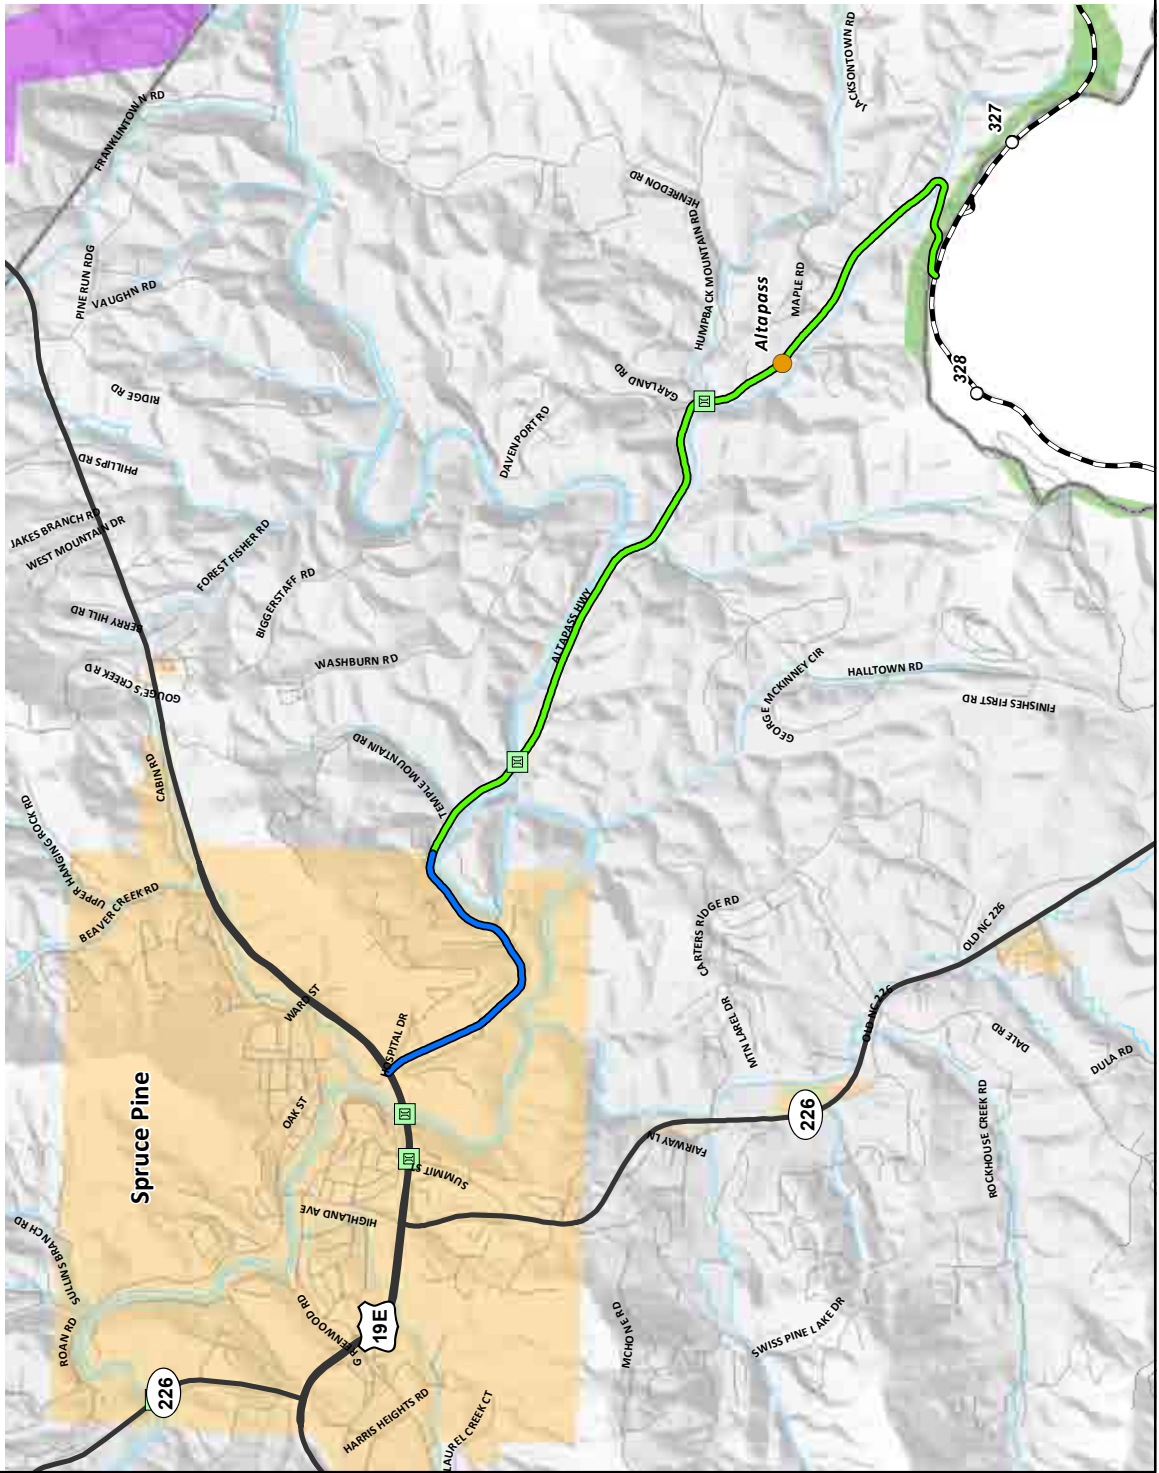 JACKSONTOWN RD
FRANKLINTOWN RD
327
HENREDON RD
HUMPBACK MOUNTAIN RD
PINE RUN RDG
VAUGHN RD
MAPLE RD
Altapass
328
GARLAND RD
RIDGE RD
DAVENPORT RD
PHILLIPS RD
JAKES BRANCH RD
WEST MOUNTAIN DR
FOREST FISHER RD
BIGGERSTAFF RD
BERRY HILL RD
ALTAPASS HWY
WASHBURN RD
GOUGE'S CREEK RD
HALLTOWN RD
GEORGE MCKINNEY CIR
FINISHES FIRST RD
TEMPLE MOUNTAIN RD
CABIN RD
UPPER HANGING ROCK RD
BEAVER CREEK RD
CARTERS RIDGE RD
OLD NC 226
WARD ST
OLD NC 226
MTN LAREL DR
HOSPITAL DR
DALE RD
DULA RD
OAK ST
Spruce Pine
226
FAIRWAY LN
ROCKHOUSE CREEK RD
SUMMIT ST
HIGHLAND AVE
SULLINS BRANCH RD
ROAN RD
GREENWOOD RD
19E
MCHONE RD
SWISS PINE LAKE DR
226
HARRIS HEIGHTS RD
LAUREL CREEK CT